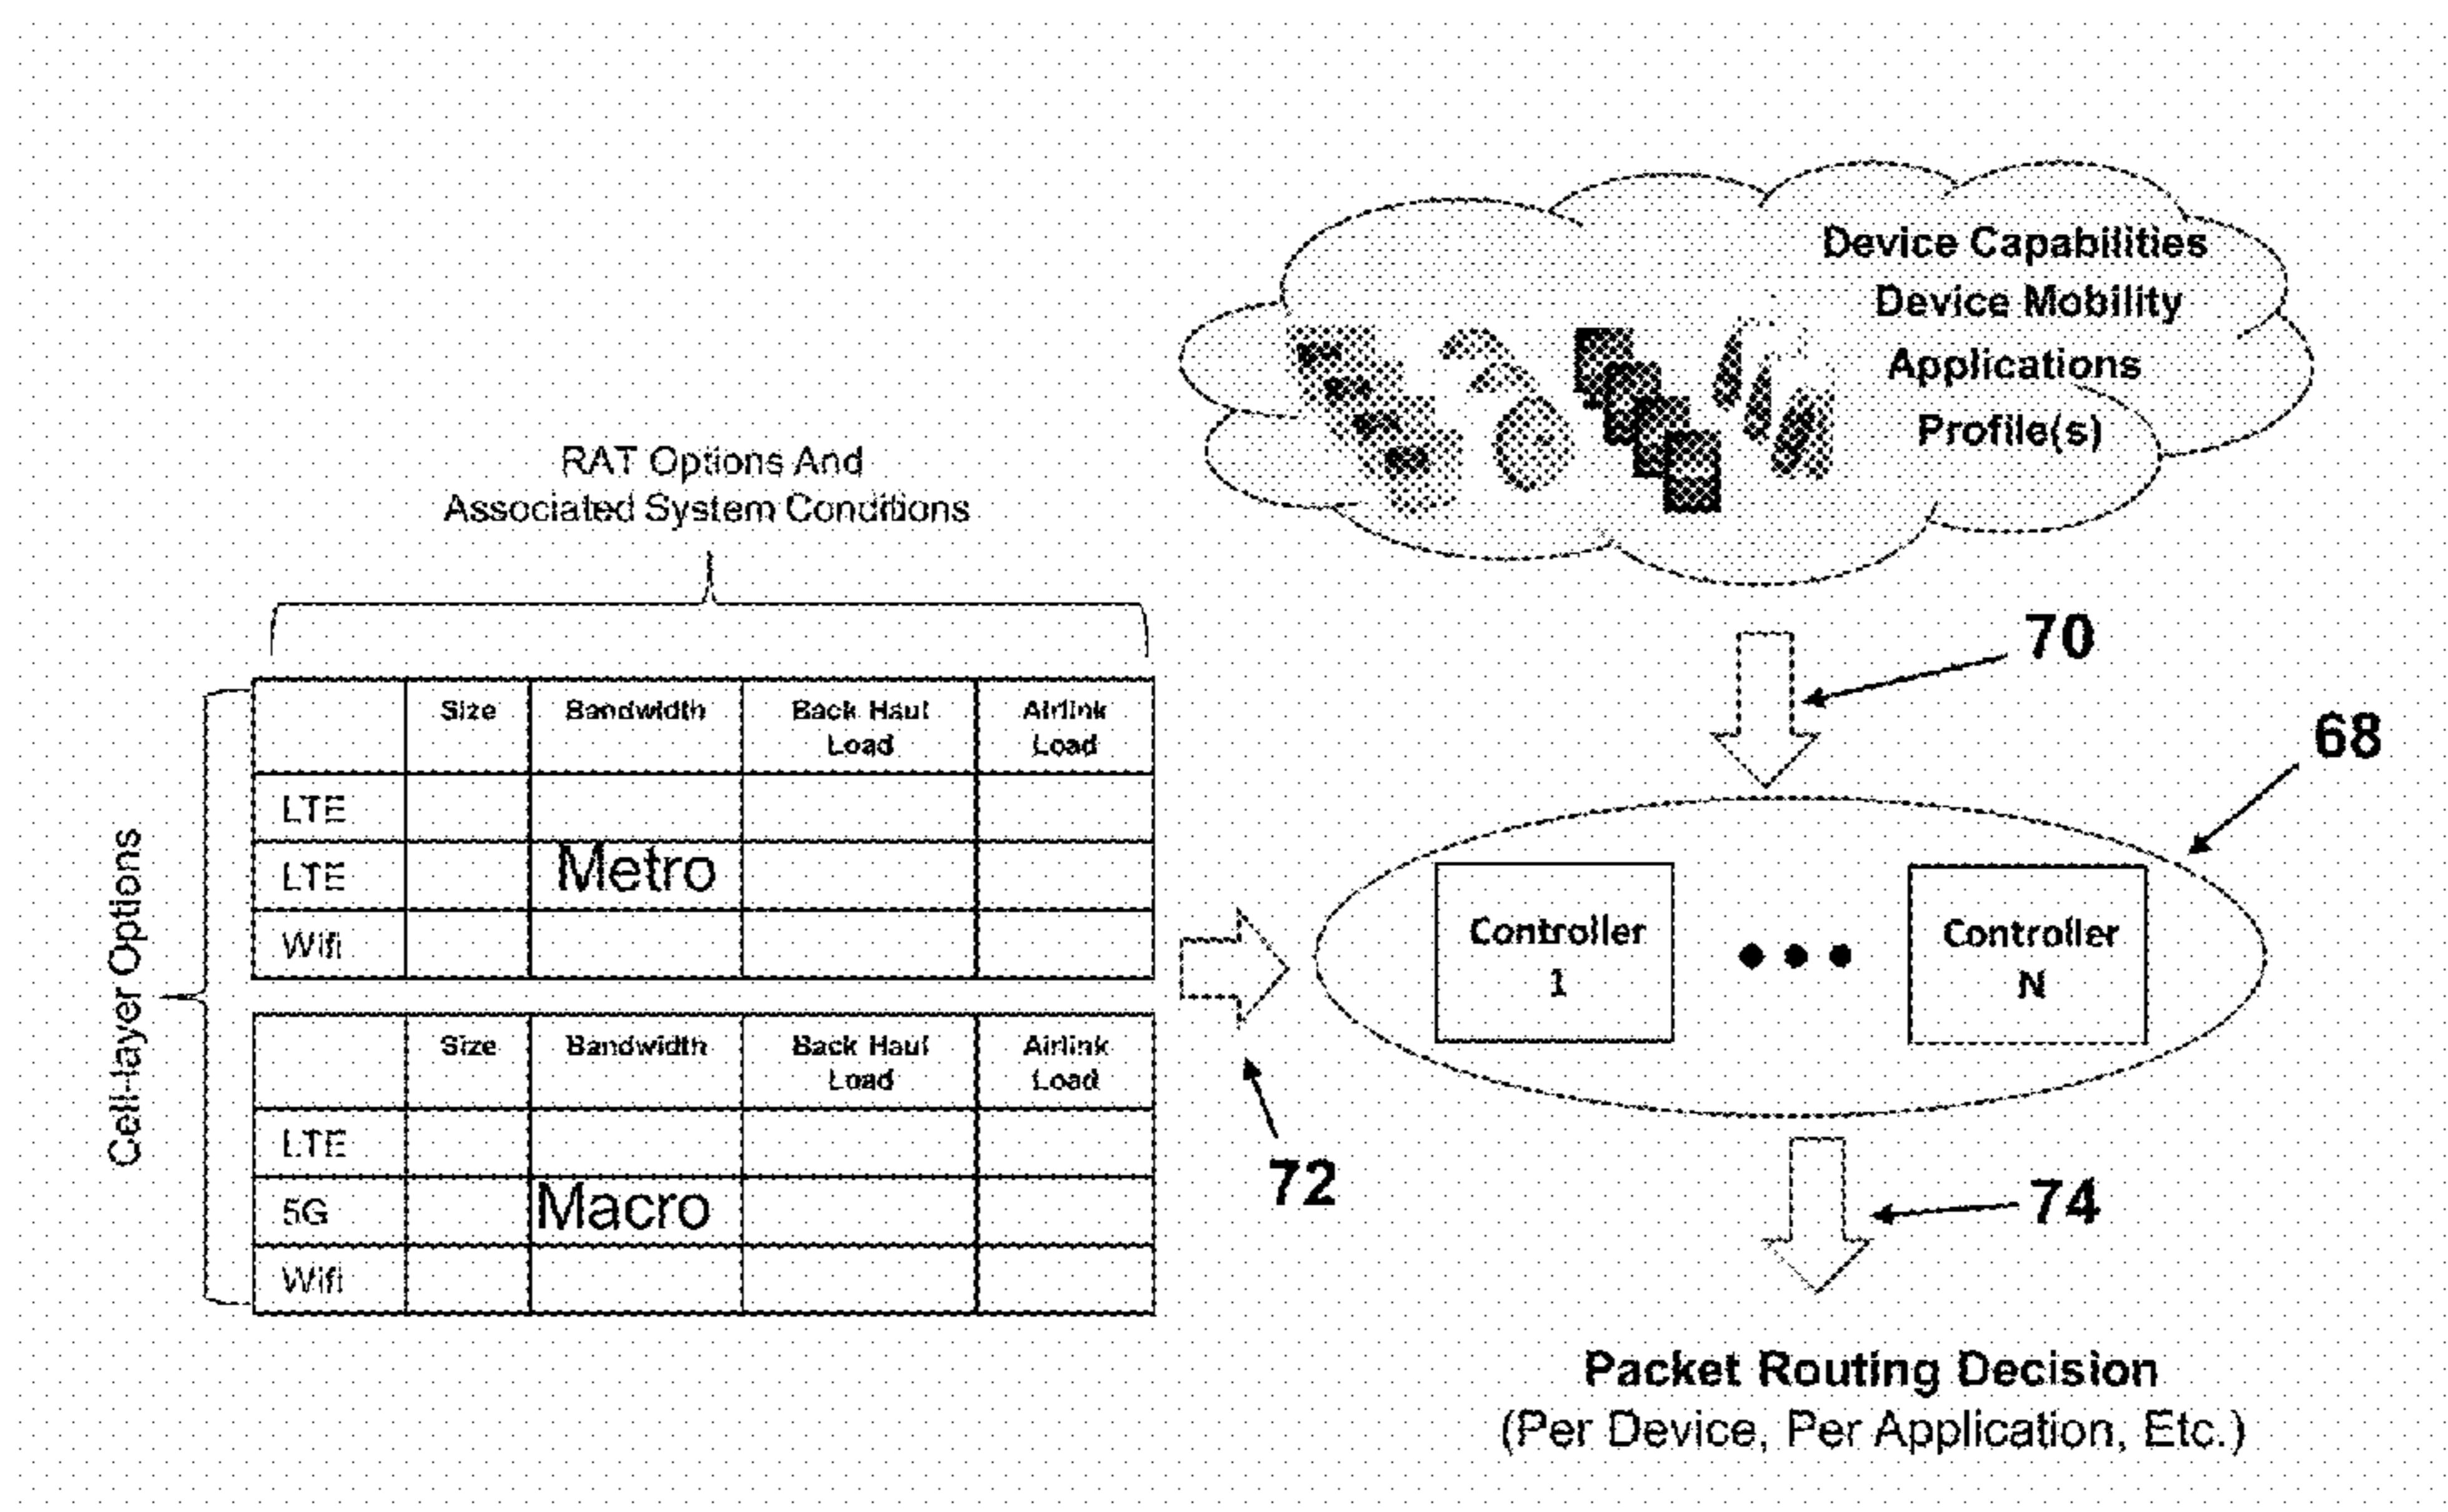 Device Capabilities
Device Mobility
Applications
Profile(s)
RAT Options And
Associated System Conditions
70
68
Size Bandwidth Back Haul Airlink
Load Load
LTE
LTE Metro
Wifi
Cell-layer Options
Controller
1
Controller
N
Size Bandwidth Back Haul Airlink
Load Load
LTE
5G Macro
Wifi
72
74
Packet Routing Decision
(Per Device, Per Application, Etc.)